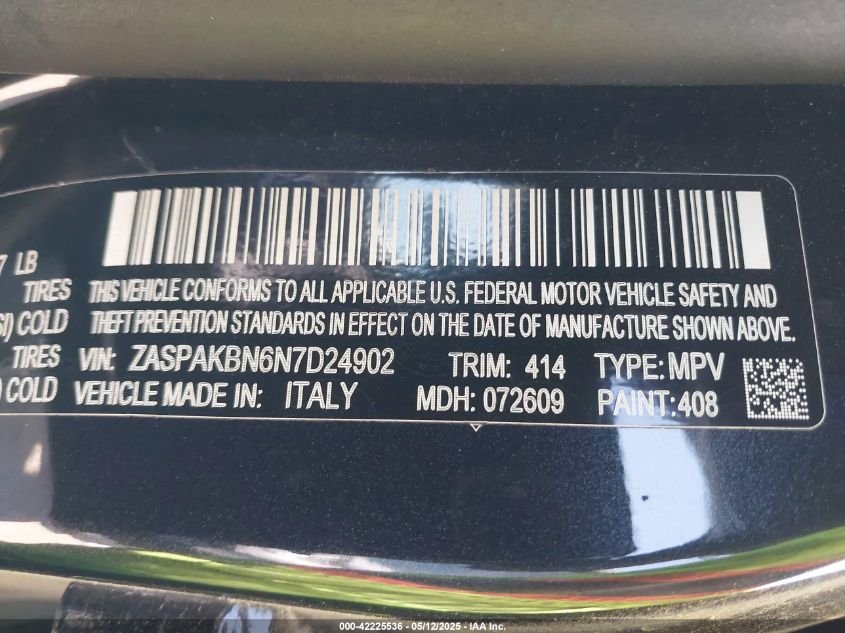 7 LB
TIRES THIS VEHICLE CONFORMS TO ALL APPLICABLE U.S. FEDERAL MOTOR VEHICLE SAFETY AND
SI) COLD THEFT PREVENTION STANDARDS IN EFFECT ON THE DATE OF MANUFACTURE SHOWN ABOVE.
TIRES VIN: ZASPAKBN6N7D24902 TRIM: 414 TYPE: MPV
) COLD VEHICLE MADE IN: ITALY MDH: 072609 PAINT:408
000-42225536 - 05/12/2025 - IAA Inc.